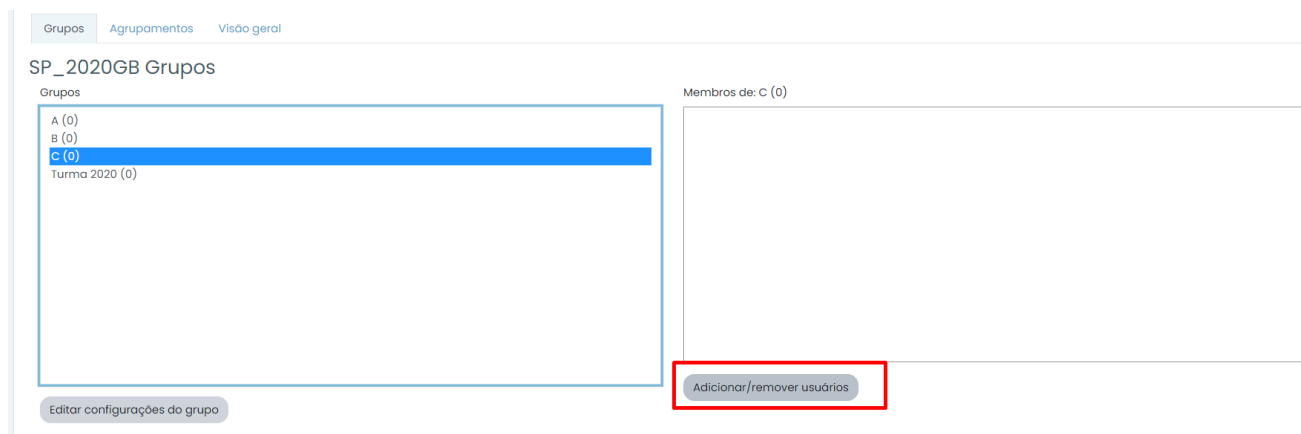 Grupos Agrupamentos Visão geral
SP_2020GB Grupos
Grupos
A (0)
B (0)
C (0)
Turma 2020 (0)
Editar configurações do grupo
Membros de: C (0)
Adicionar/remover usuários